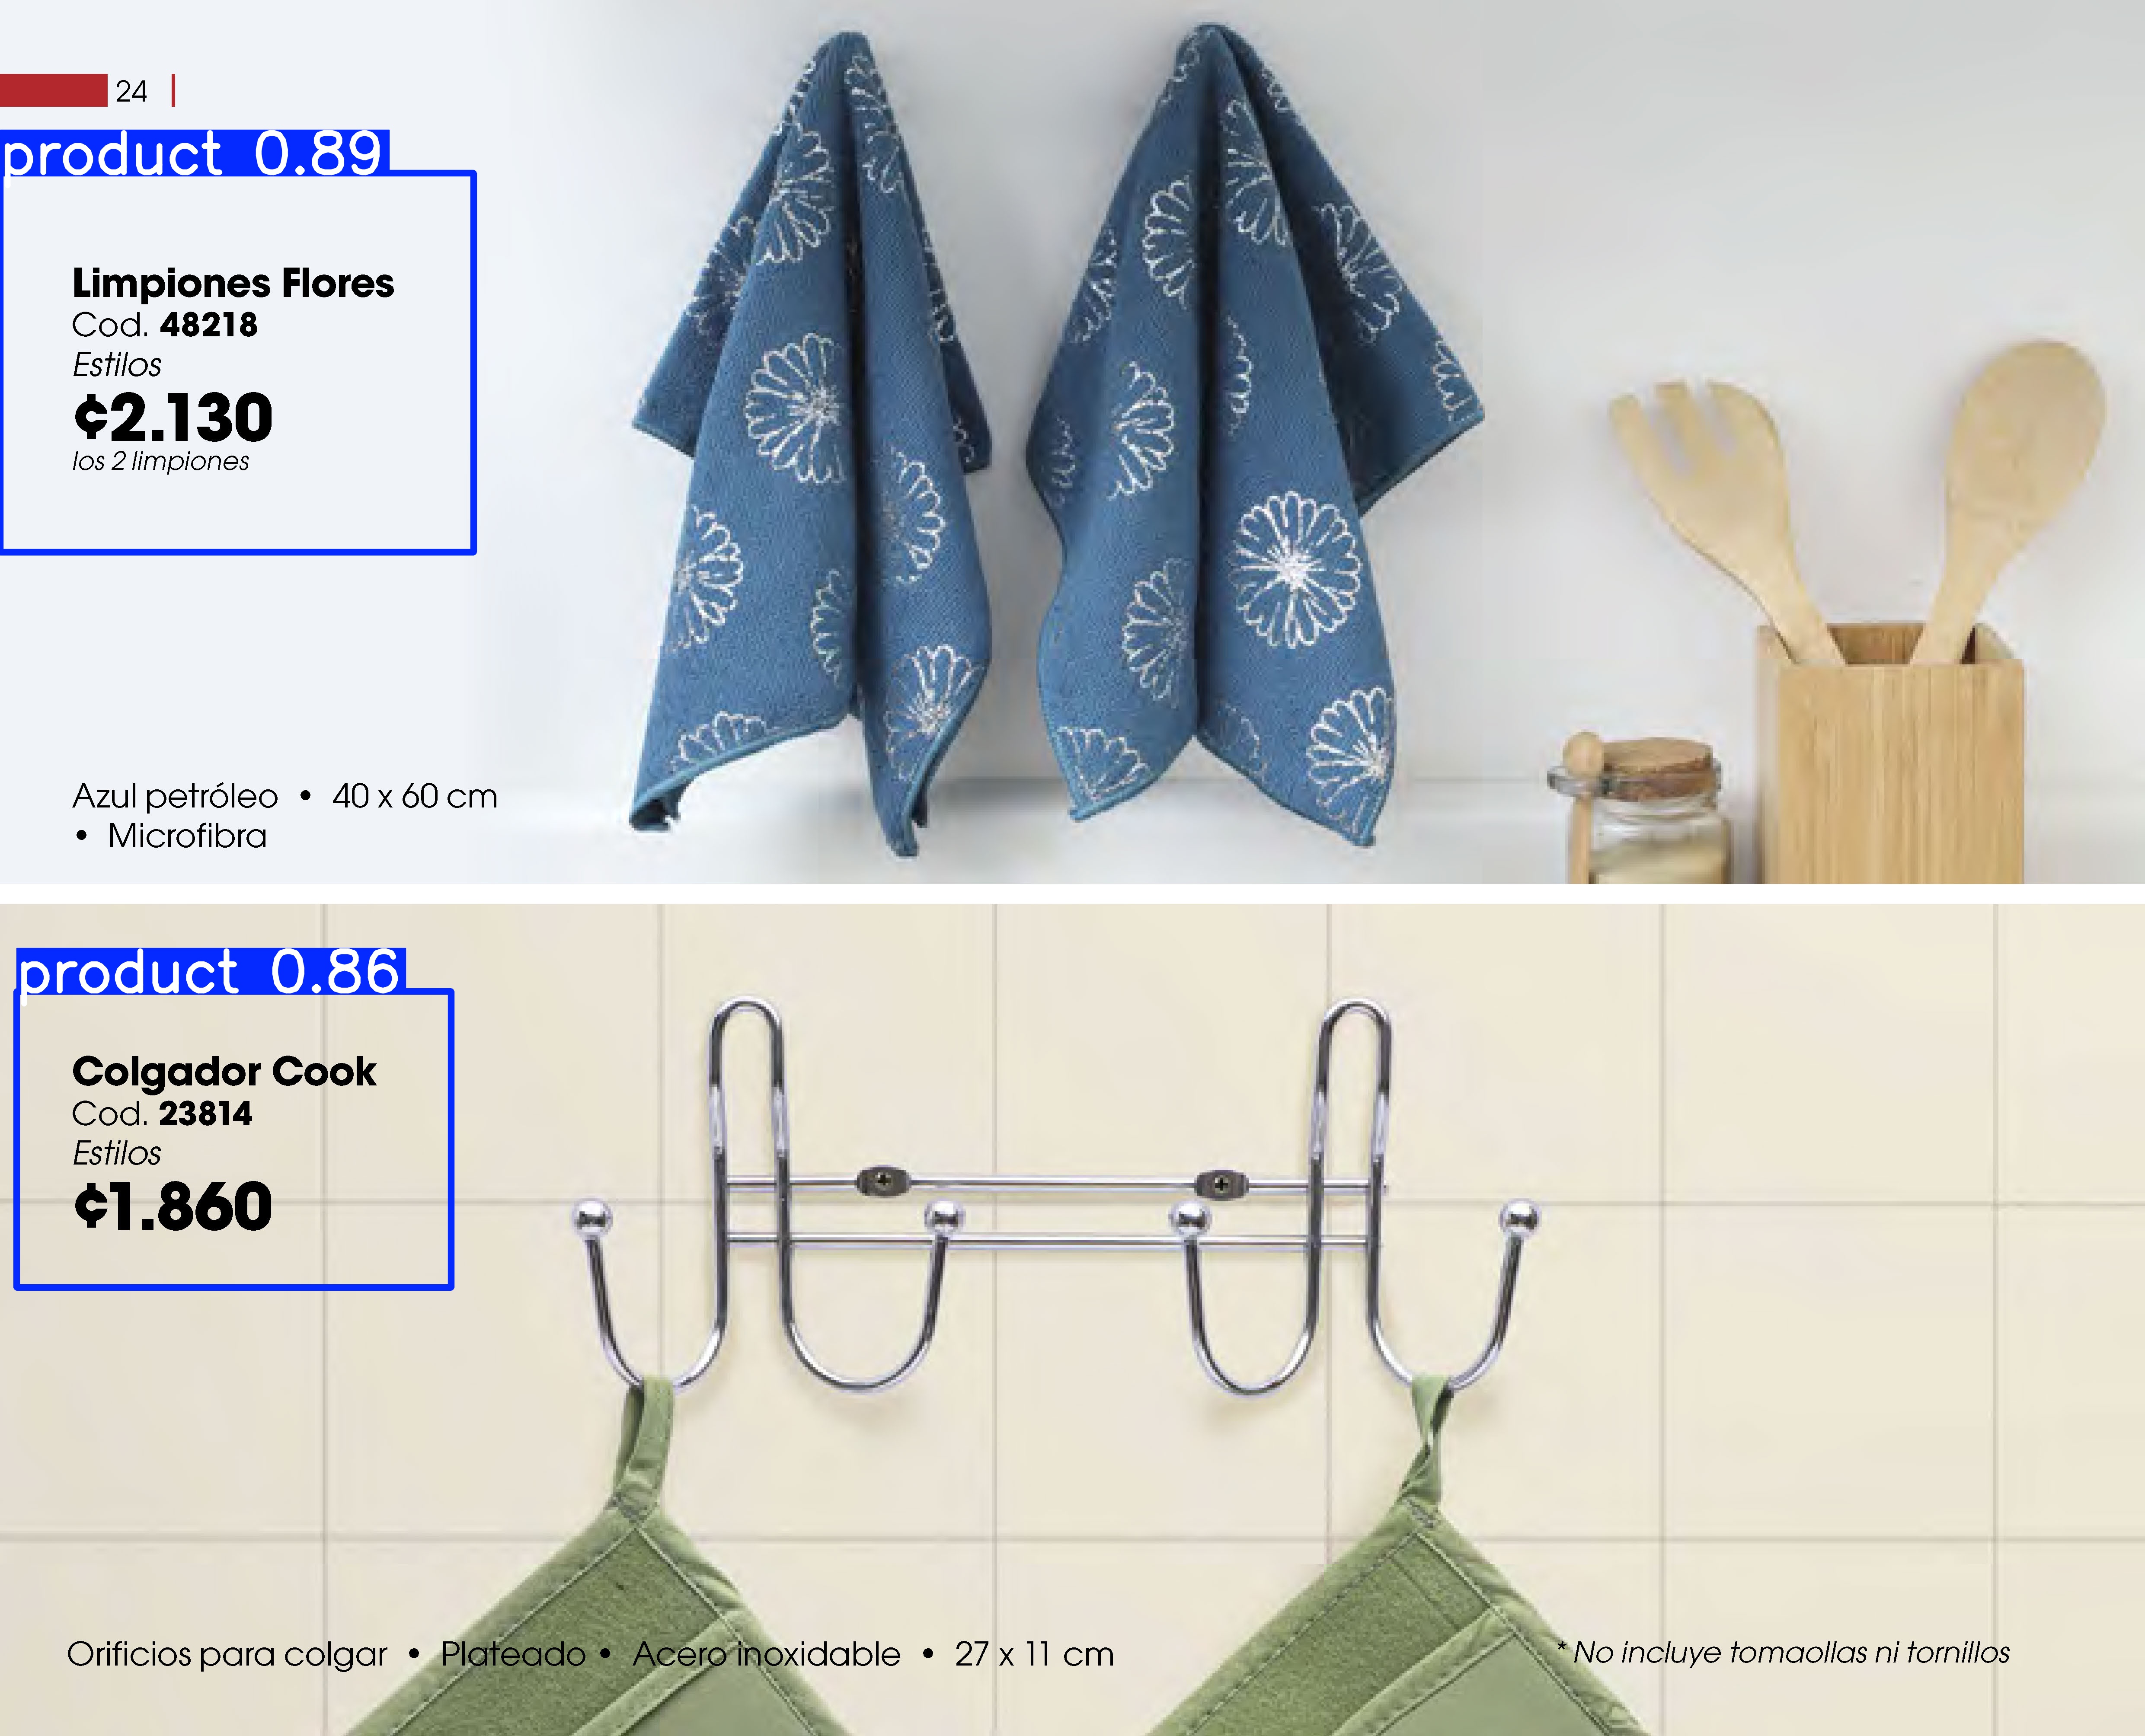 24
product 0.89
Limpiones Flores
Cod. 48218
Estilos
¢2.130
los 2 limpiones
Azul petróleo • 40 x 60 cm
• Microfibra
product 0.86
Colgador Cook
Cod. 23814
Estilos
¢1.860
Orificios para colgar • Plateado • Acero inoxidable • 27 x 11 cm
* No incluye tomaollas ni tornillos